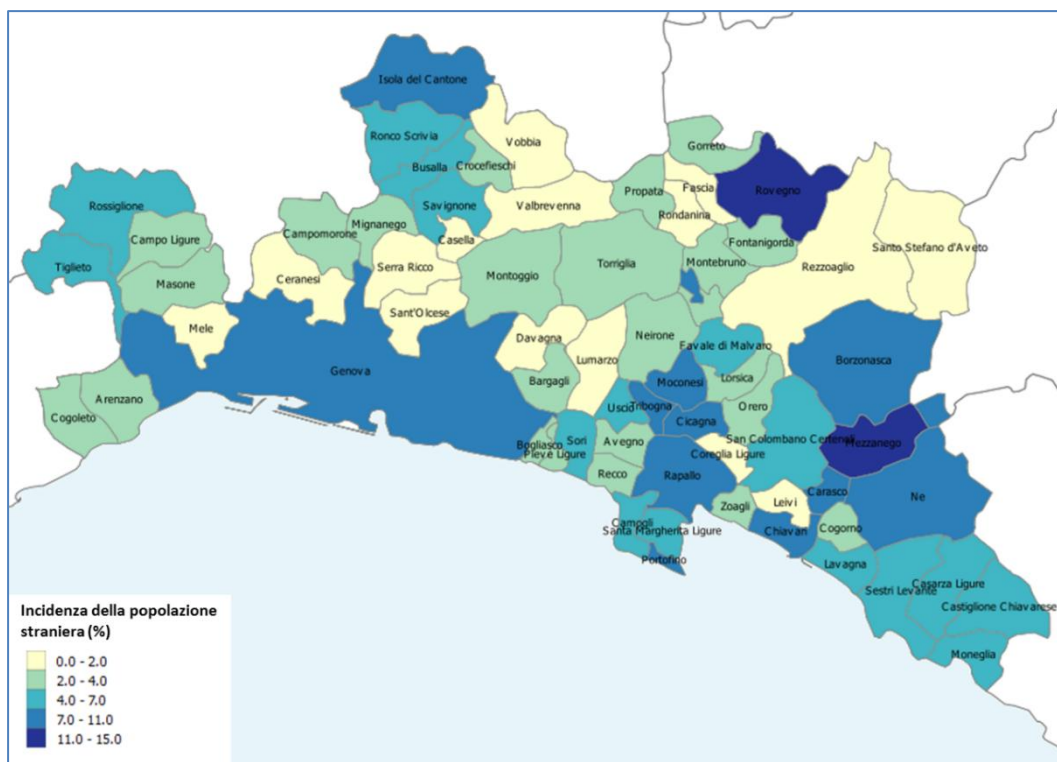 Isola del Cantone
Ronco Scrivia
Vobbia
Busalla
Crocefieschi
Gorreto
Rossiglione
Savignone
Valbrevenna
Propata
Fascia
Rovegno
Campo Ligure
Campomorone
Mignanego
Casella
Rondanina
Fontanigorda
Santo Stefano d'Aveto
Tiglieto
Masone
Ceranesi
Serra Ricco
Montoggio
Torriglia
Montebruno
Rezzoaglio
Mele
Sant'Olcese
Davagna
Lumarzo
Neirone
Favale di Malvaro
Borzonasca
Genova
Bargagli
Moconesi
Lorsica
Arenzano
Cogoleto
Uscio
Tribogna
Cicagna
Orero
Bogliasco
Pieve Ligure
Sori
Avegno
Coreglia Ligure
San Colombano Certenoli
Mezzanego
Recco
Rapallo
Leivi
Carasco
Ne
Zoagli
Camogli
Santa Margherita Ligure
Chiavari
Cogorno
Portofino
Lavagna
Sestri Levante
Casarza Ligure
Castiglione Chiavarese
Moneglia
Incidenza della popolazione
straniera (%)
0.0 - 2.0
2.0 - 4.0
4.0 - 7.0
7.0 - 11.0
11.0 - 15.0